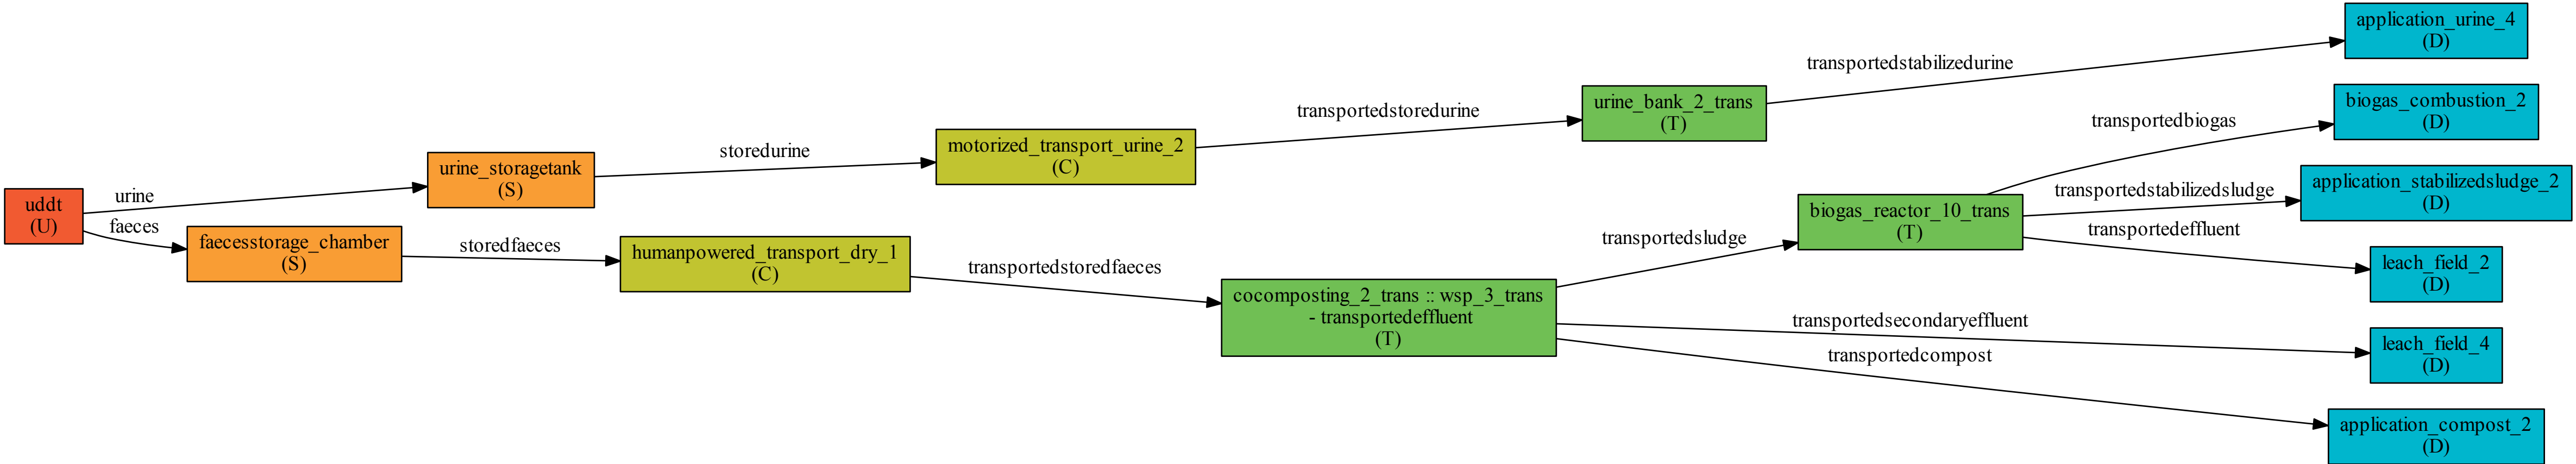 application_urine_4
(D)
transportedstabilizedurine
urine_bank_2_trans
(T)
biogas_combustion_2
(D)
transportedbiogas
transportedstoredurine
motorized_transport_urine_2
(C)
storedurine
urine_storagetank
(S)
urine
uddt
(U)
faeces
faecesstorage_chamber
(S)
storedfaeces
humanpowered_transport_dry_1
(C)
transportedstoredfaeces
cocomposting_2_trans :: wsp_3_trans
- transportedeffluent
(T)
transportedsludge
biogas_reactor_10_trans
(T)
transportedstabilizedsludge
application_stabilizedsludge_2
(D)
transportedeffluent
leach_field_2
(D)
transportedsecondaryeffluent
leach_field_4
(D)
transportedcompost
application_compost_2
(D)